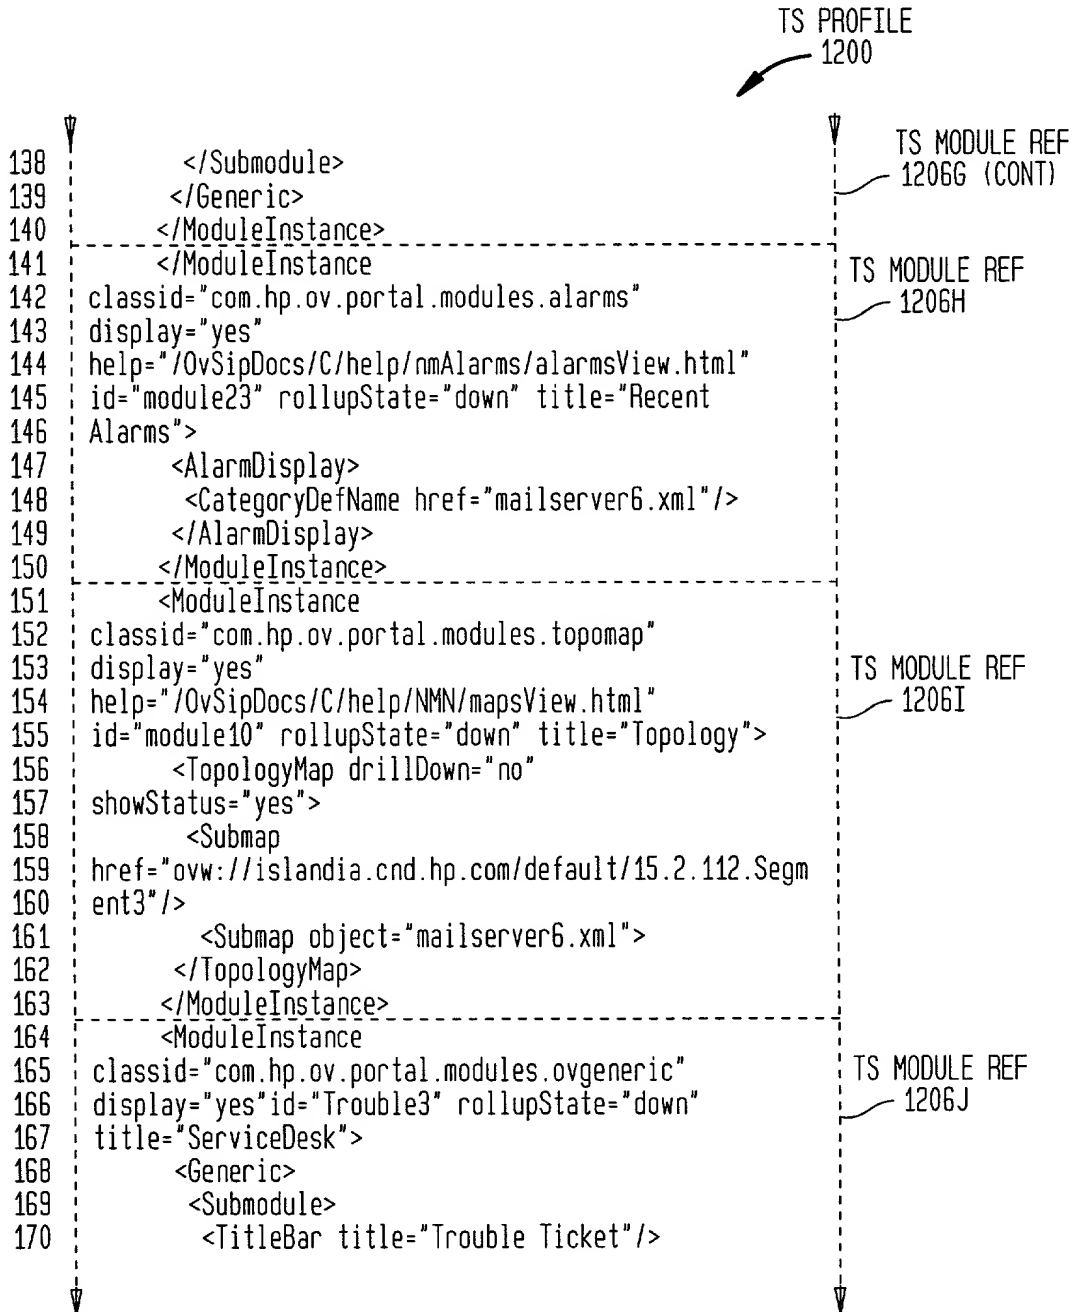 TS PROFILE
1200
TS MODULE REF
1206G (CONT)
138 </Submodule>
139 </Generic>
140 </ModuleInstance>
TS MODULE REF
1206H
141 </ModuleInstance
142 classid="com.hp.ov.portal.modules.alarms"
143 display="yes"
144 help="/OvSipDocs/C/help/nmAlarms/alarmsView.html"
145 id="module23" rollupState="down" title="Recent
146 Alarms">
147 <AlarmDisplay>
148 <CategoryDefName href="mailserver6.xml"/>
149 </AlarmDisplay>
150 </ModuleInstance>
151 <ModuleInstance
152 classid="com.hp.ov.portal.modules.topomap"
153 display="yes"
TS MODULE REF
1206I
154 help="/OvSipDocs/C/help/NMN/mapsView.html"
155 id="module10" rollupState="down" title="Topology">
156 <TopologyMap drillDown="no"
157 showStatus="yes">
158 <Submap
159 href="ovw://islandia.cnd.hp.com/default/15.2.112.Segm
160 ent3"/>
161 <Submap object="mailserver6.xml">
162 </TopologyMap>
163 </ModuleInstance>
164 <ModuleInstance
165 classid="com.hp.ov.portal.modules.ovgeneric"
TS MODULE REF
1206J
166 display="yes"id="Trouble3" rollupState="down"
167 title="ServiceDesk">
168 <Generic>
169 <Submodule>
170 <TitleBar title="Trouble Ticket"/>